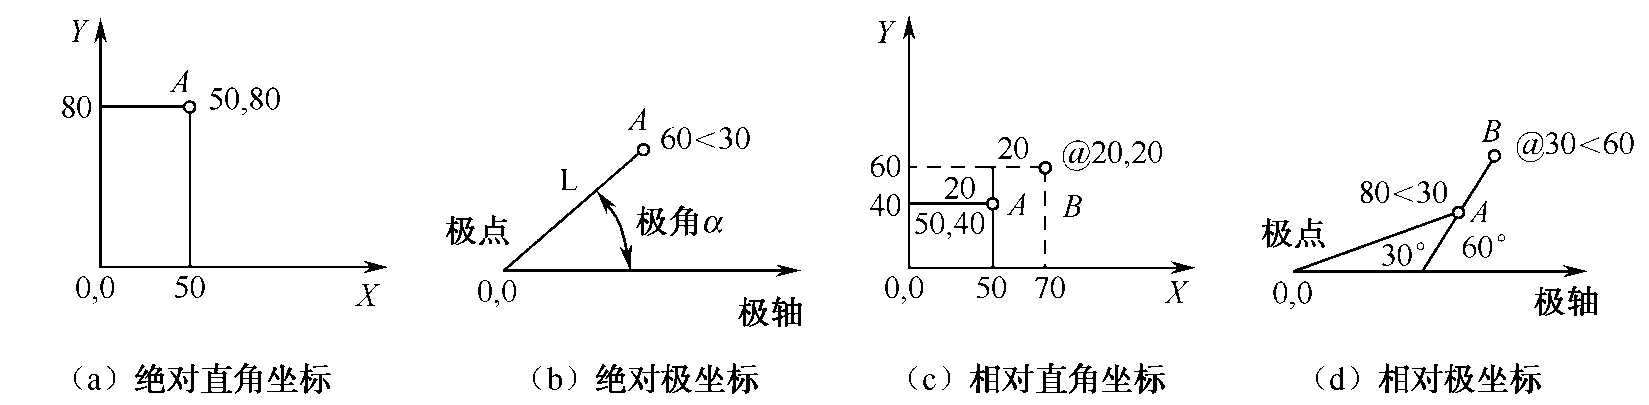 Y
A
80
50,80
0,0
50
X
A
60<30
L
极点
极角α
0,0
极轴
Y
60
20
@20,20
20
40
A
B
50,40
0,0
50
70
X
B
@30<60
80<30
A
极点
30°
60°
0,0
极轴
（a）绝对直角坐标
（b）绝对极坐标
（c）相对直角坐标
（d）相对极坐标